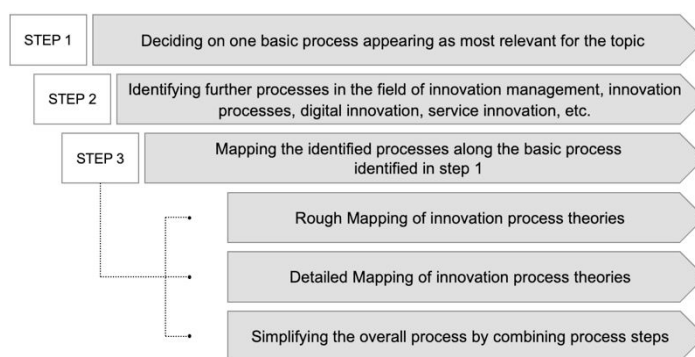 STEP 1
Deciding on one basic process appearing as most relevant for the topic
STEP 2
Identifying further processes in the field of innovation management, innovation
processes, digital innovation, service innovation, etc.
STEP 3
Mapping the identified processes along the basic process
identified in step 1
Rough Mapping of innovation process theories
Detailed Mapping of innovation process theories
Simplifying the overall process by combining process steps